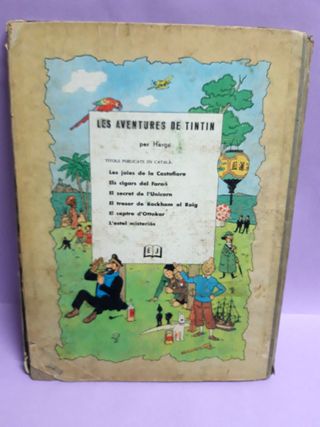 LES AVENTURES DE TINTIN
per Hergé
TITOLS PUBLICATS EN CATALÀ:
Les joies de la Castafiore
Els cigars del Faraó
El secret de l'Unicorn
El tresor de Rackham el Roig
El ceptre d'Ottokar
L'estel misteriós
E J